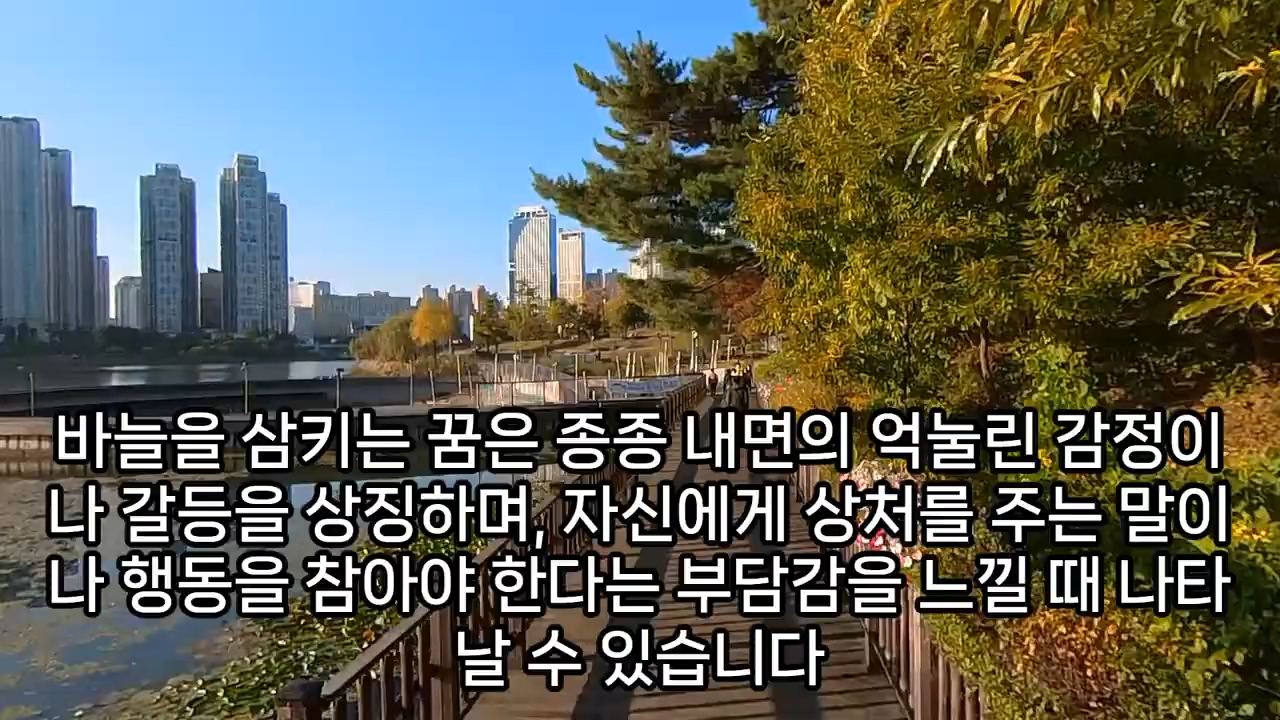 바늘을 삼키는 꿈은 종종 내면의 억눌린 감정이
나 갈등을 상징하며, 자신에게 상처를 주는 말이
나 행동을 참아야 한다는 부담감을 느낄 때 나타
날 수 있습니다